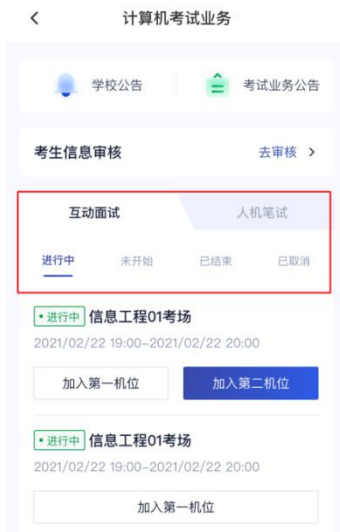 计算机考试业务
学校公告 考试业务公告
考生信息审核 去审核
互动面试 人机笔试
进行中 未开始 已结束 已取消
进行中 信息工程01考场
2021/02/22 19:00-2021/02/22 20:00
加入第一机位 加入第二机位
进行中 信息工程01考场
2021/02/22 19:00-2021/02/22 20:00
加入第一机位